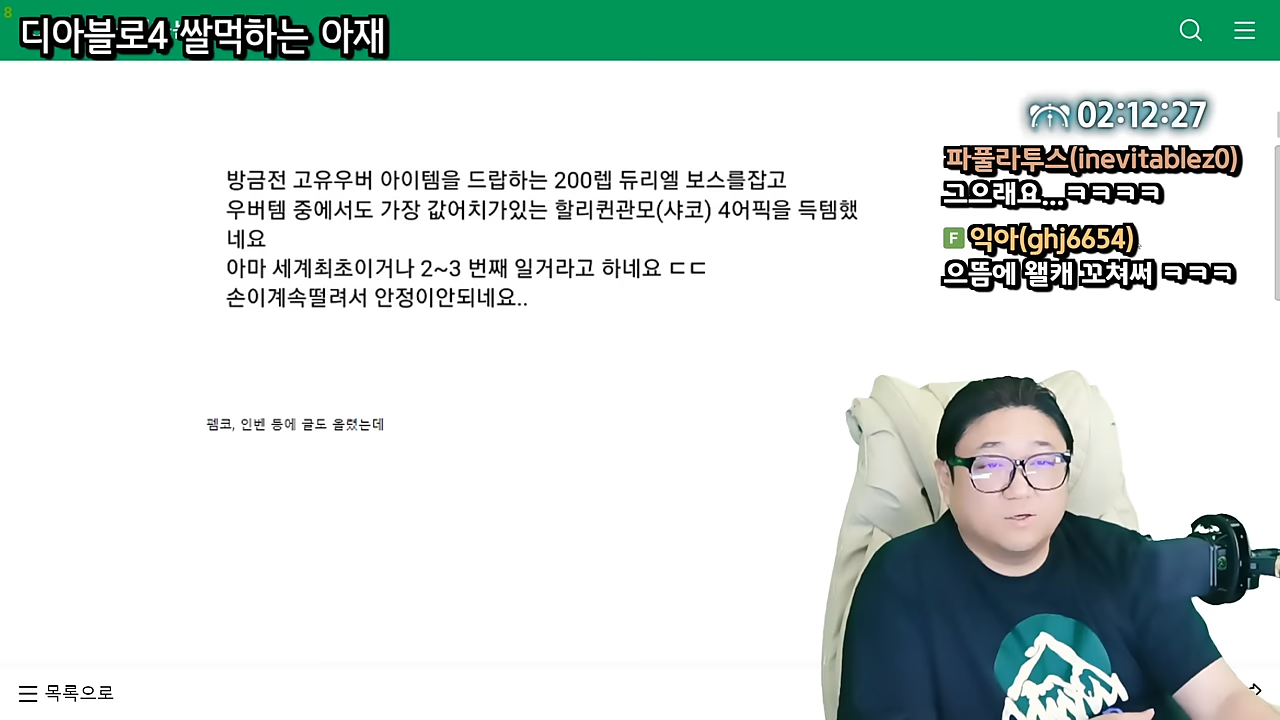 8
디아블로4 쌀먹하는 아재
02:12:27
파풀라투스(inevitablez0)
그으래요...ㅋㅋㅋㅋ
F 익아(ghj6654)
으뜸에 왤캐 꼬쳐써 ㅋㅋㅋ
방금전 고유우버 아이템을 드랍하는 200렙 듀리엘 보스를잡고
우버템 중에서도 가장 값어치가있는 할리퀸관모(샤코) 4어픽을 득템했
네요
아마 세계최초이거나 2~3 번째 일거라고 하네요 ㄷㄷ
손이계속떨려서 안정이안되네요..
펨코, 인벤 등에 글도 올렸는데
목록으로